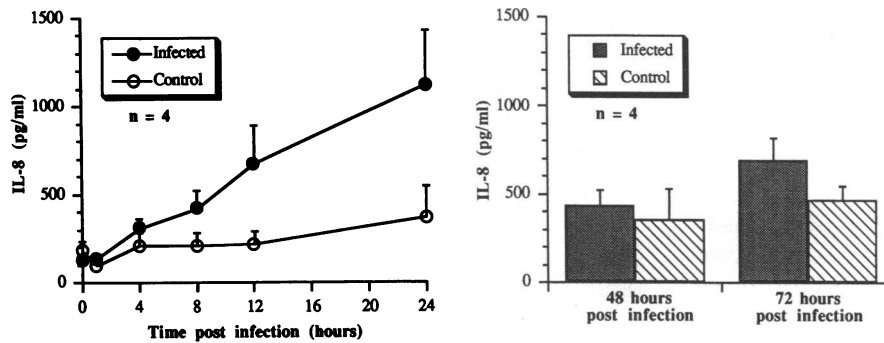 1500
1000
500
0
IL-8 (pg/ml)
Infected
Control
n = 4
0 4 8 12 16 20 24
Time post infection (hours)
1500
1000
500
0
IL-8 (pg/ml)
Infected
Control
n = 4
48 hours
post infection
72 hours
post infection